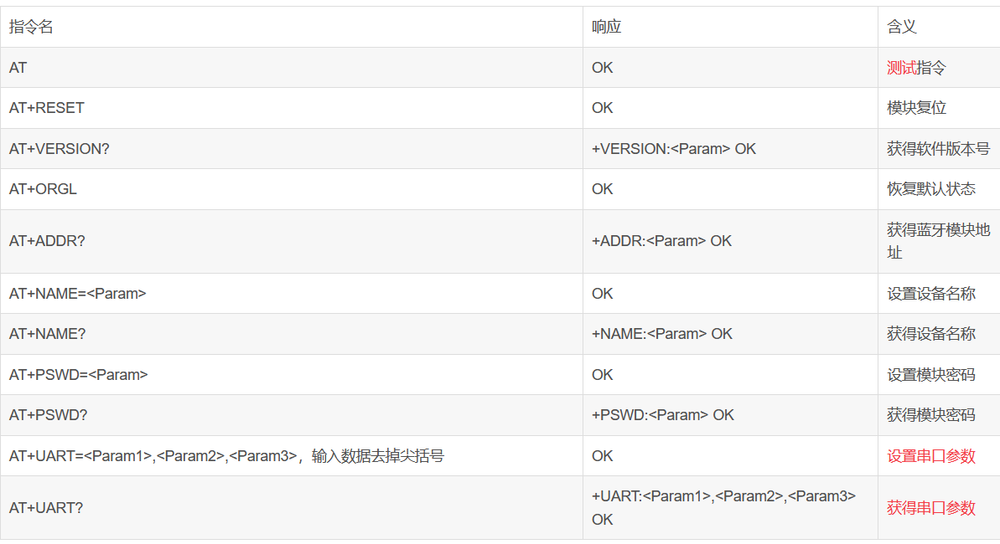 指令名 响应 含义
AT OK 测试指令
AT+RESET OK 模块复位
AT+VERSION? +VERSION:<Param> OK 获得软件版本号
AT+ORGL OK 恢复默认状态
AT+ADDR? +ADDR:<Param> OK 获得蓝牙模块地
址
AT+NAME=<Param> OK 设置设备名称
AT+NAME? +NAME:<Param> OK 获得设备名称
AT+PSWD=<Param> OK 设置模块密码
AT+PSWD? +PSWD:<Param> OK 获得模块密码
AT+UART=<Param1>,<Param2>,<Param3>，输入数据去掉尖括号 OK 设置串口参数
AT+UART? +UART:<Param1>,<Param2>,<Param3> 获得串口参数
OK